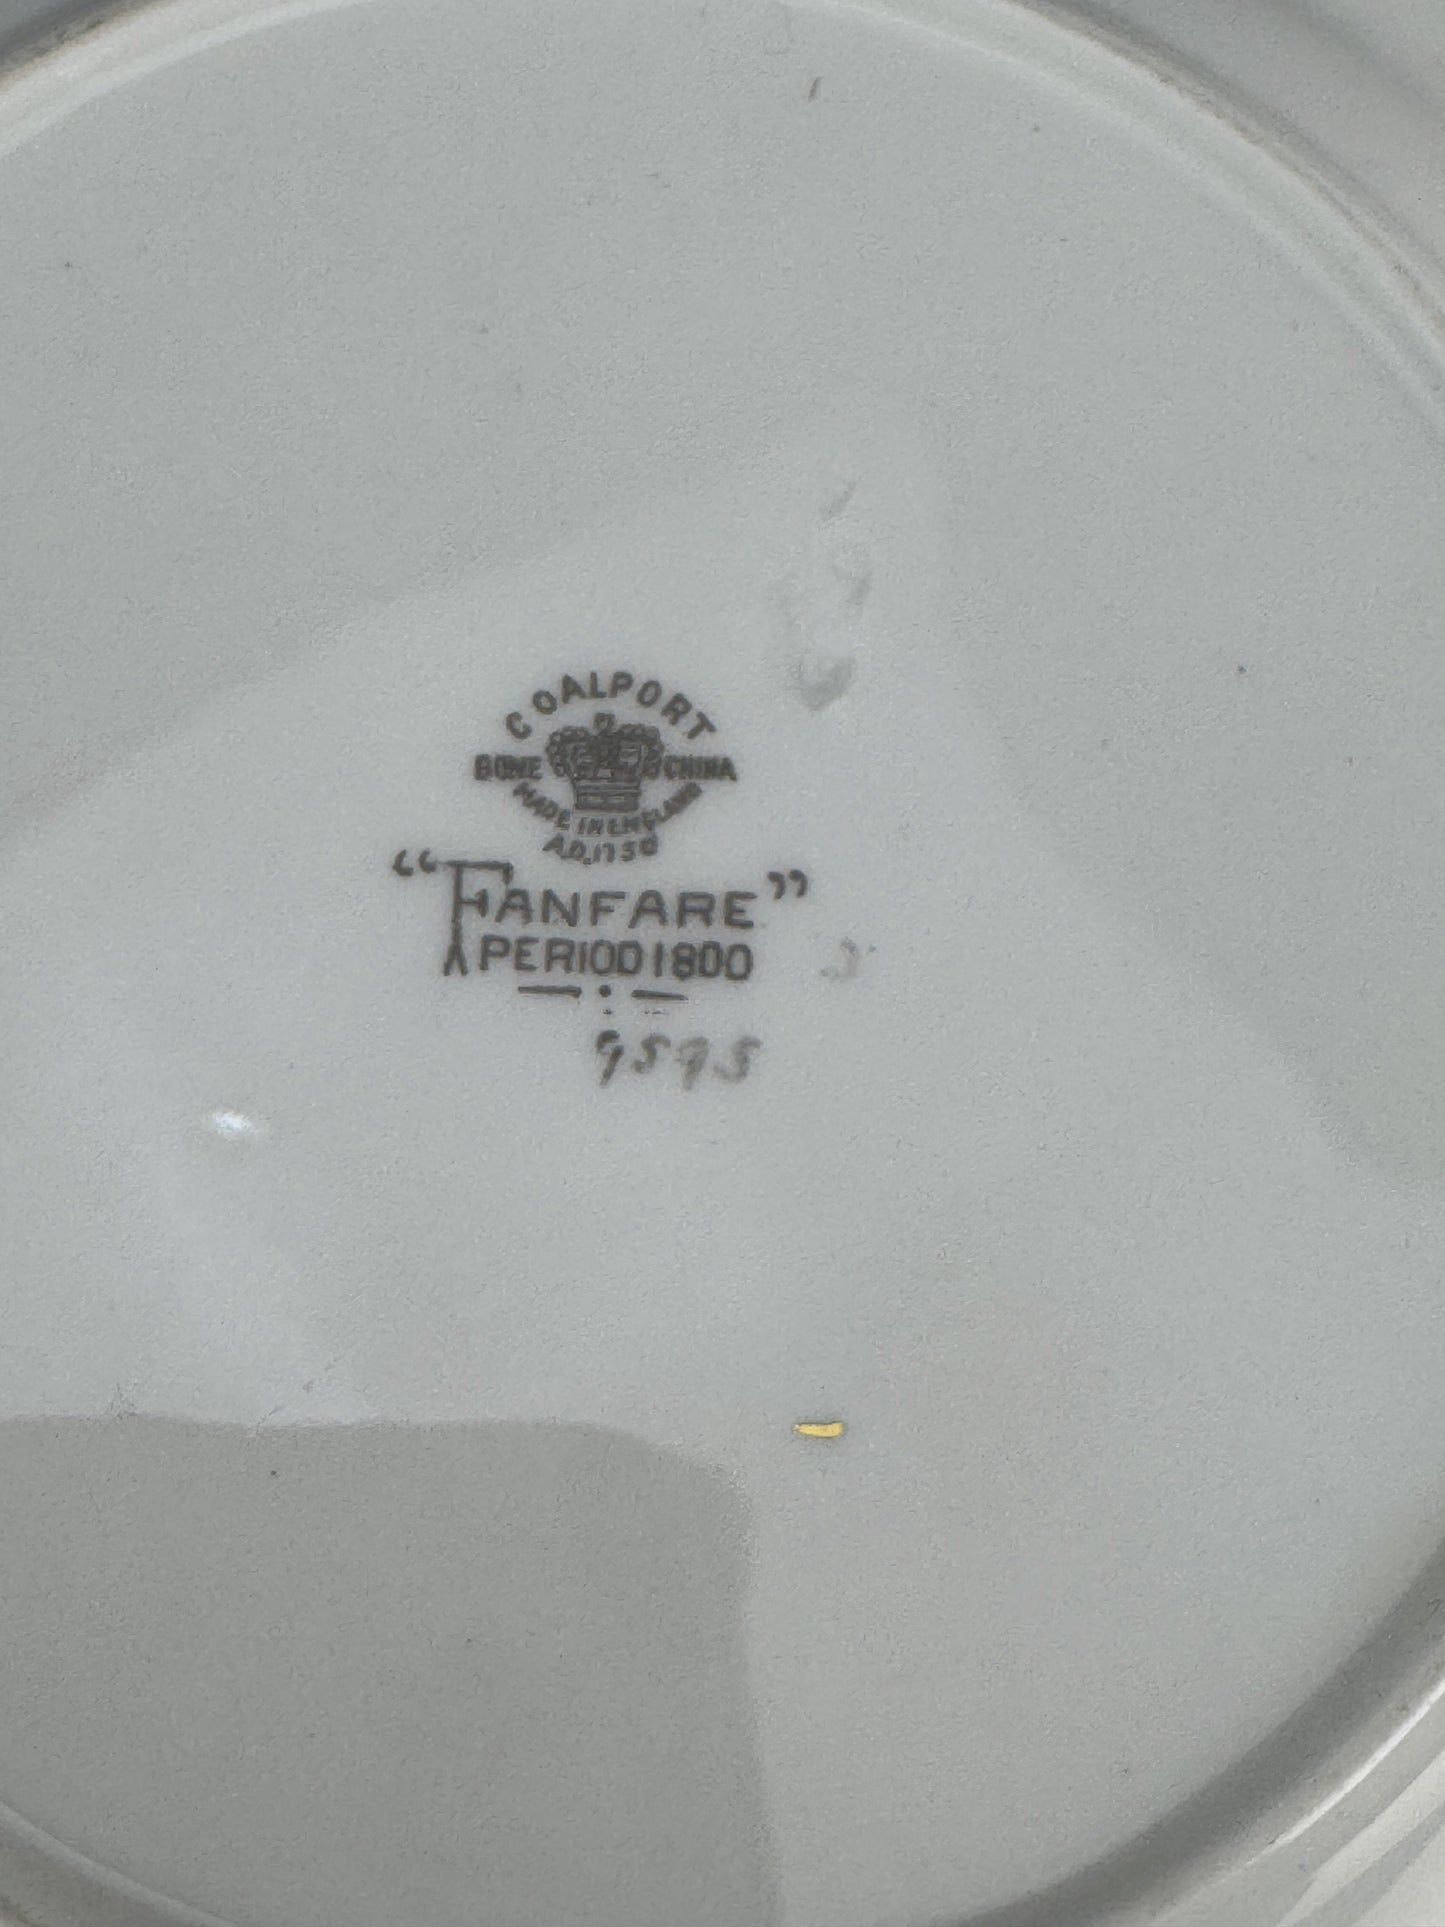 COALPORT
BONE CHINA
MADE IN ENGLAND
A.D.1750
“FANFARE”
PERIOD 1800
9595